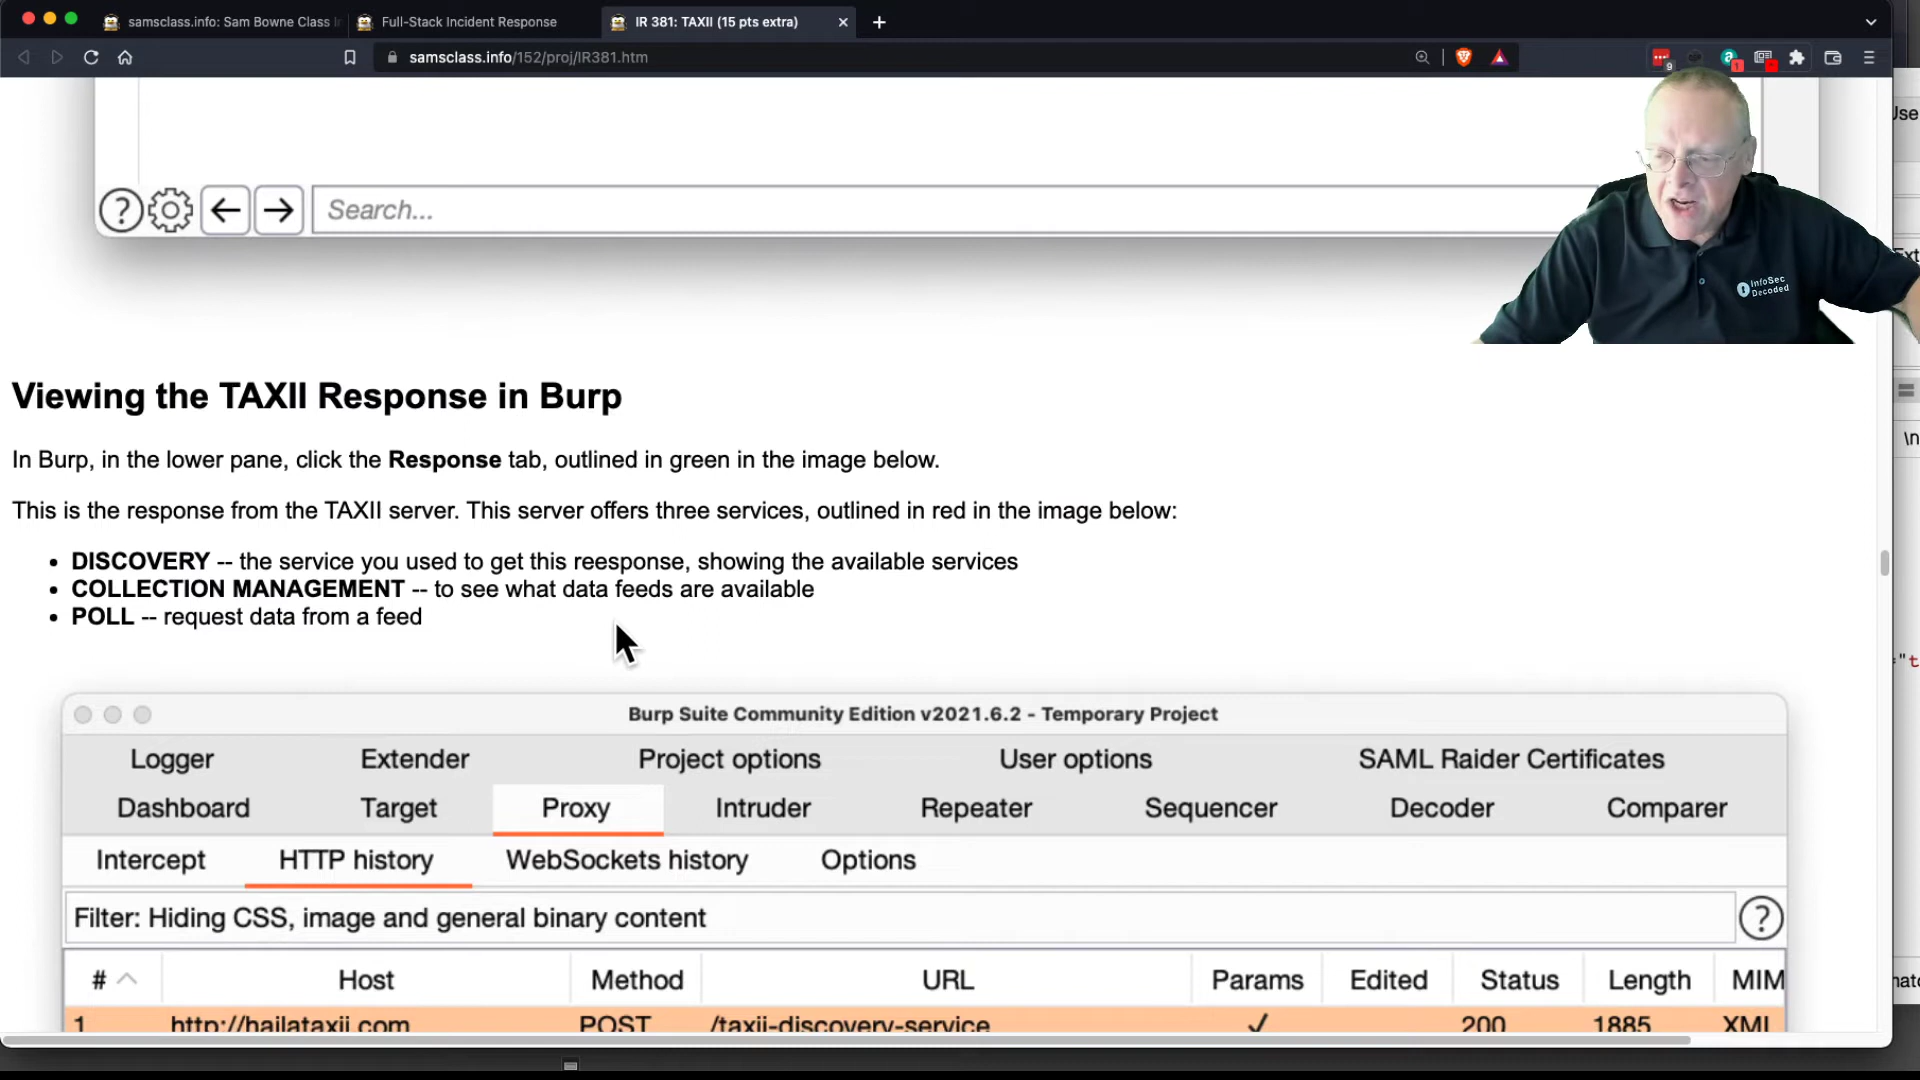 samsclass.info: Sam Bowne Class I
Full-Stack Incident Response
IR 381: TAXII (15 pts extra)
samsclass.info/152/proj/IR381.htm
9
1
Use
Search...
InfoSec
Decoded
Ext
Viewing the TAXII Response in Burp
\n
In Burp, in the lower pane, click the Response tab, outlined in green in the image below.
This is the response from the TAXII server. This server offers three services, outlined in red in the image below:
• DISCOVERY -- the service you used to get this reesponse, showing the available services
• COLLECTION MANAGEMENT -- to see what data feeds are available
• POLL -- request data from a feed
="t
Burp Suite Community Edition v2021.6.2 - Temporary Project
Logger Extender Project options User options SAML Raider Certificates
Dashboard Target Proxy Intruder Repeater Sequencer Decoder Comparer
Intercept HTTP history WebSockets history Options
Filter: Hiding CSS, image and general binary content
# Host Method URL Params Edited Status Length MIM
1 http://hailataxii.com POST /taxii-discovery-service ✓ 200 1885 XML